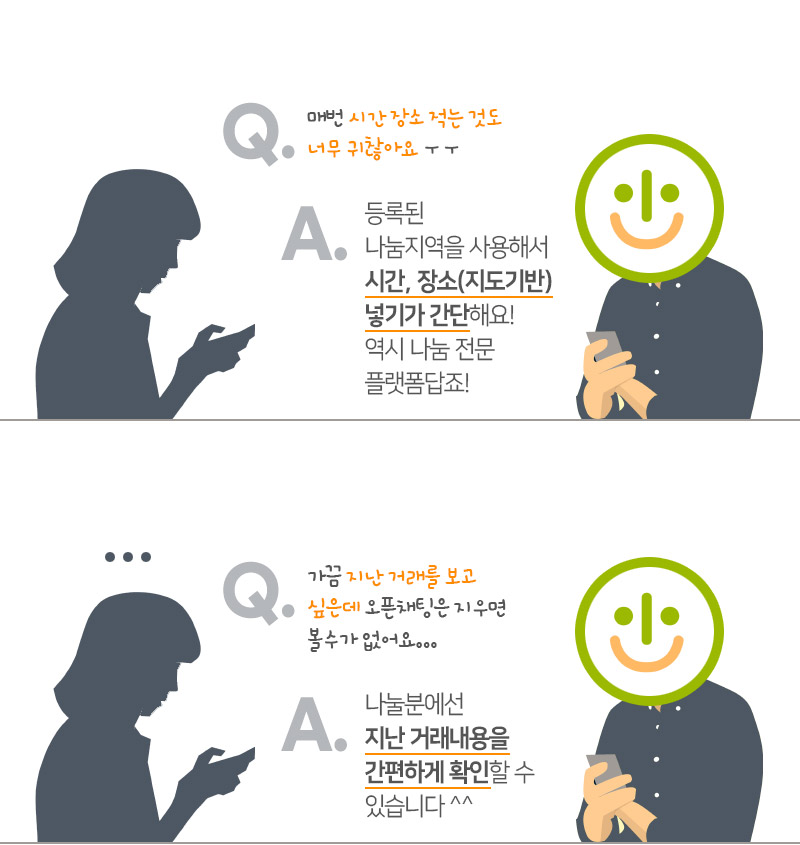 Q.
매번 시간 장소 적는 것도
너무 귀찮아요 ㅜㅜ
A.
등록된
나눔지역을 사용해서
시간, 장소(지도기반)
넣기가 간단해요!
역시 나눔 전문
플랫폼답죠!
Q.
가끔 지난 거래를 보고
싶은데 오픈채팅은 지우면
볼수가 없어요...
A.
나눌분에선
지난 거래내용을
간편하게 확인할 수
있습니다 ^^